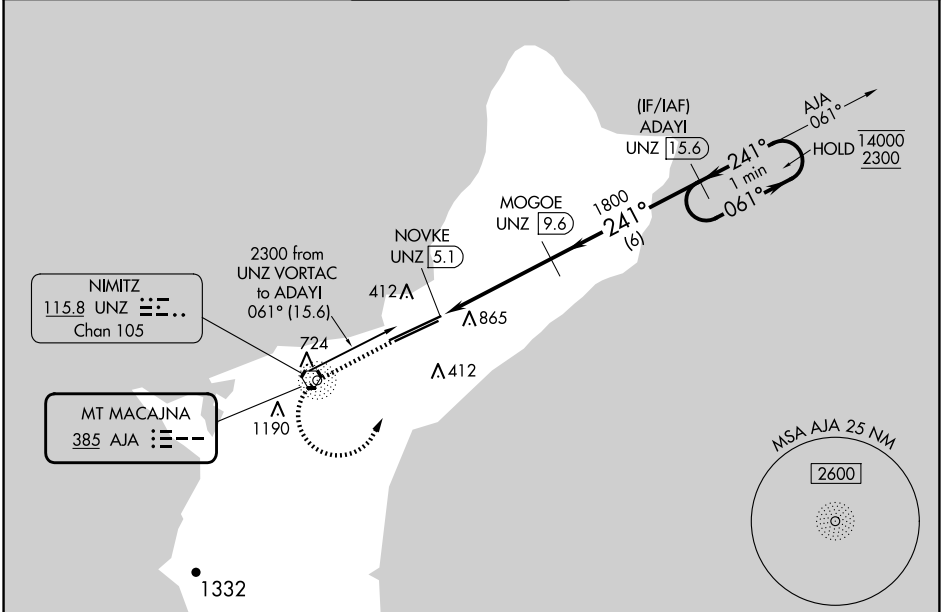 (IF/IAF)
ADAYI
UNZ 15.6
AJA
061°
HOLD 14000
2300
241°
1 min
061°
MOGOE
UNZ 9.6
1800
241°
(6)
NOVKE
UNZ 5.1
2300 from
UNZ VORTAC
to ADAYI
061° (15.6)
412
865
NIMITZ
115.8 UNZ
Chan 105
724
412
MT MACAJNA
385 AJA
1190
MSA AJA 25 NM
2600
1332